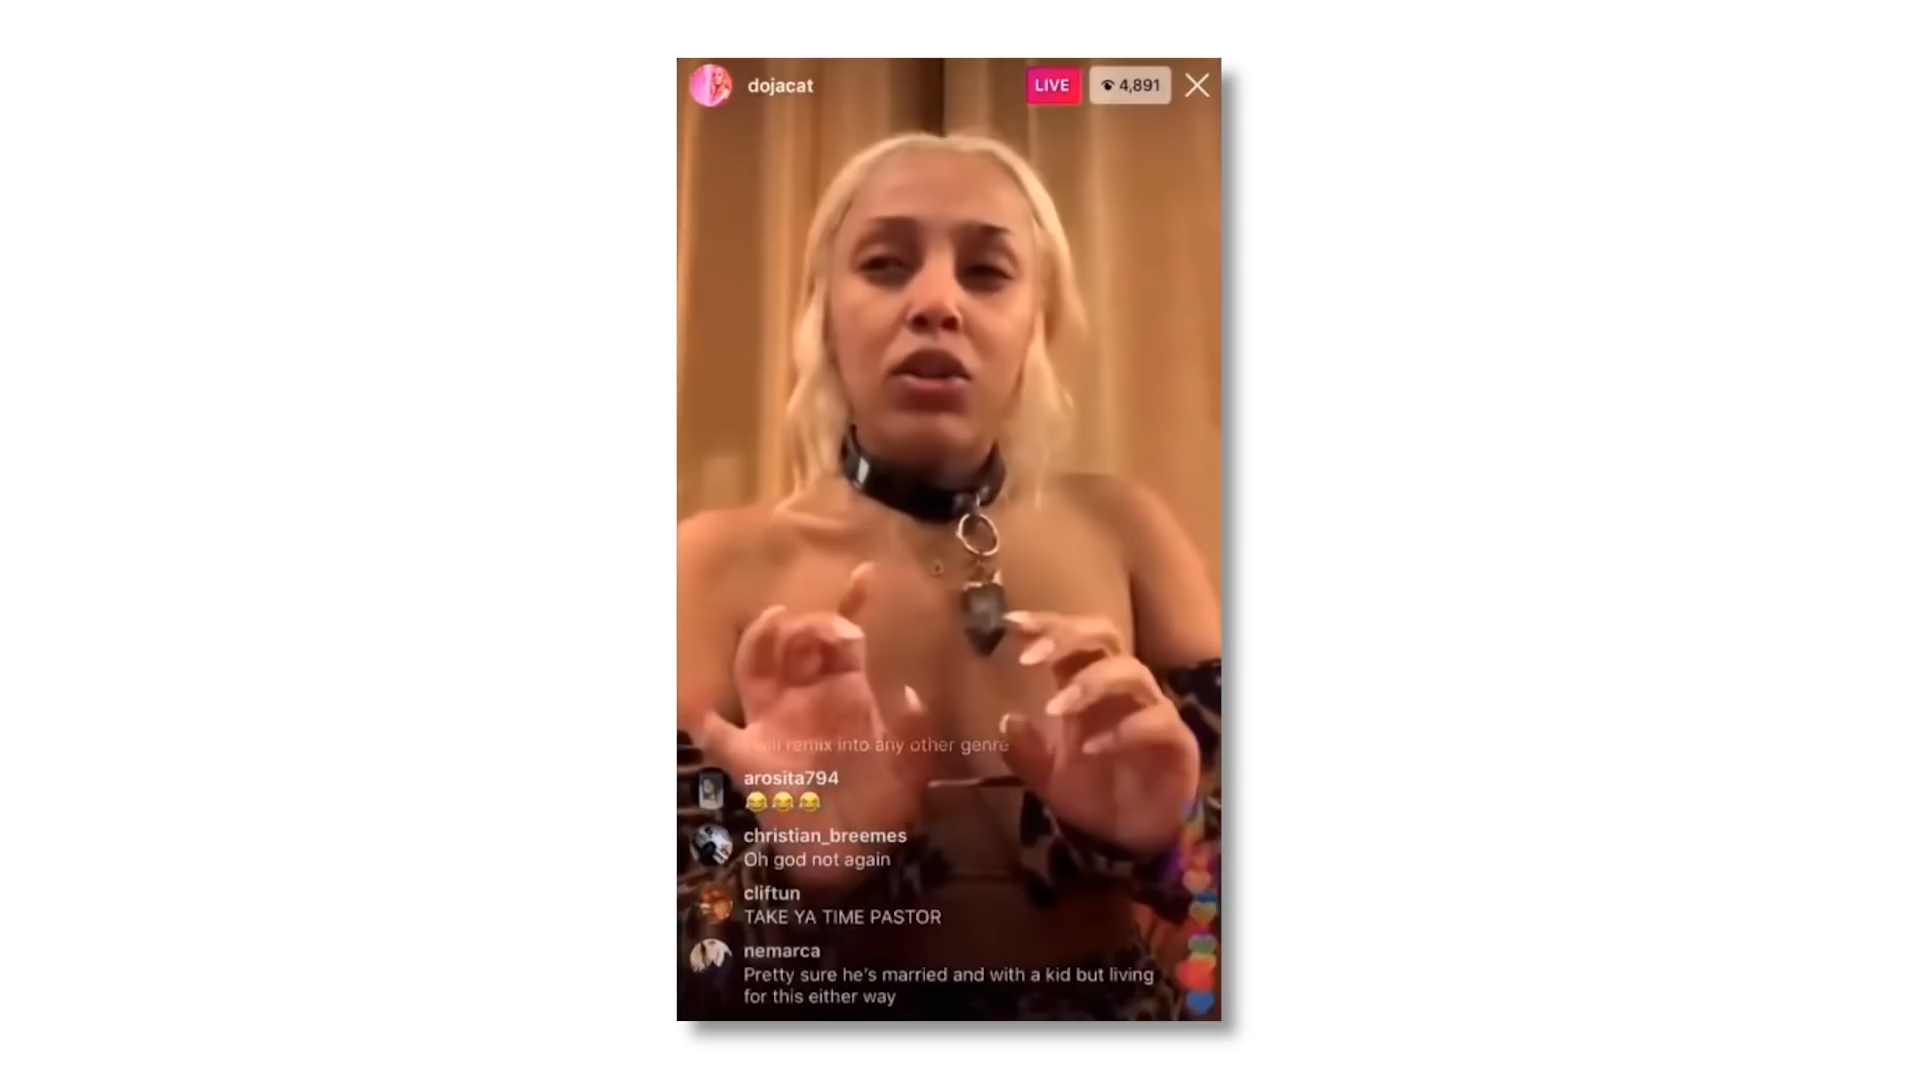 dojacat
LIVE
4,891
remix into any other genre
arosita794
😂😂😂
christian_breemes
Oh god not again
cliftun
TAKE YA TIME PASTOR
nemarca
Pretty sure he's married and with a kid but living
for this either way